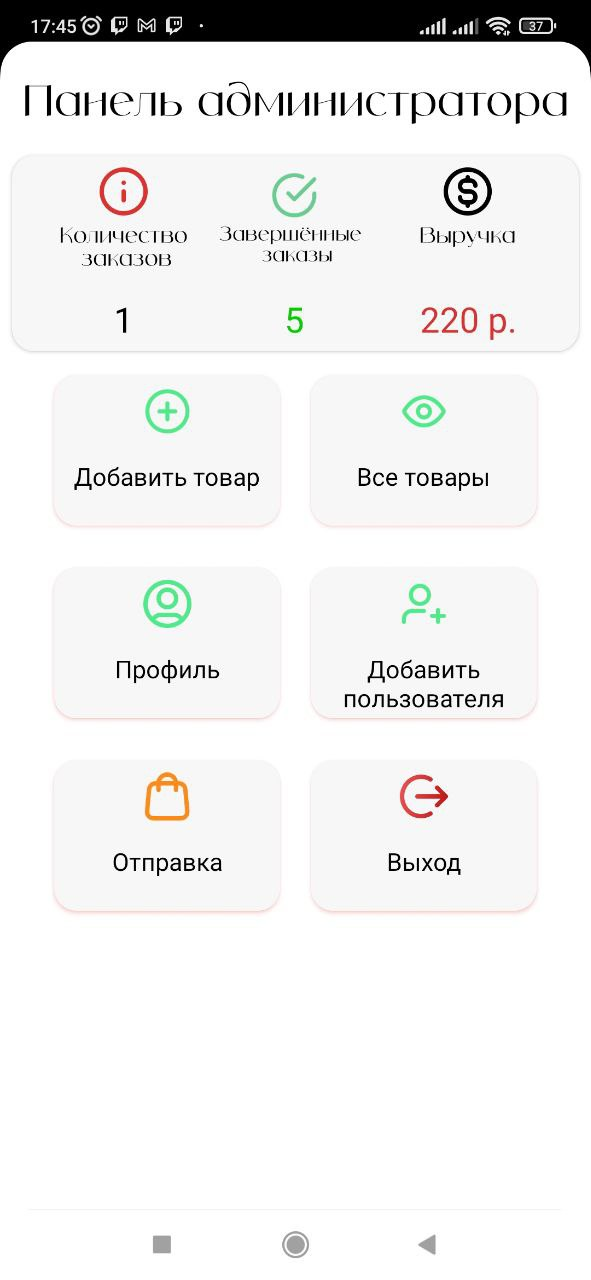 17:45
37
Панель администратора
Количество
заказов
Завершённые
заказы
Выручка
1
5
220 р.
Добавить товар
Все товары
Профиль
Добавить
пользователя
Отправка
Выход